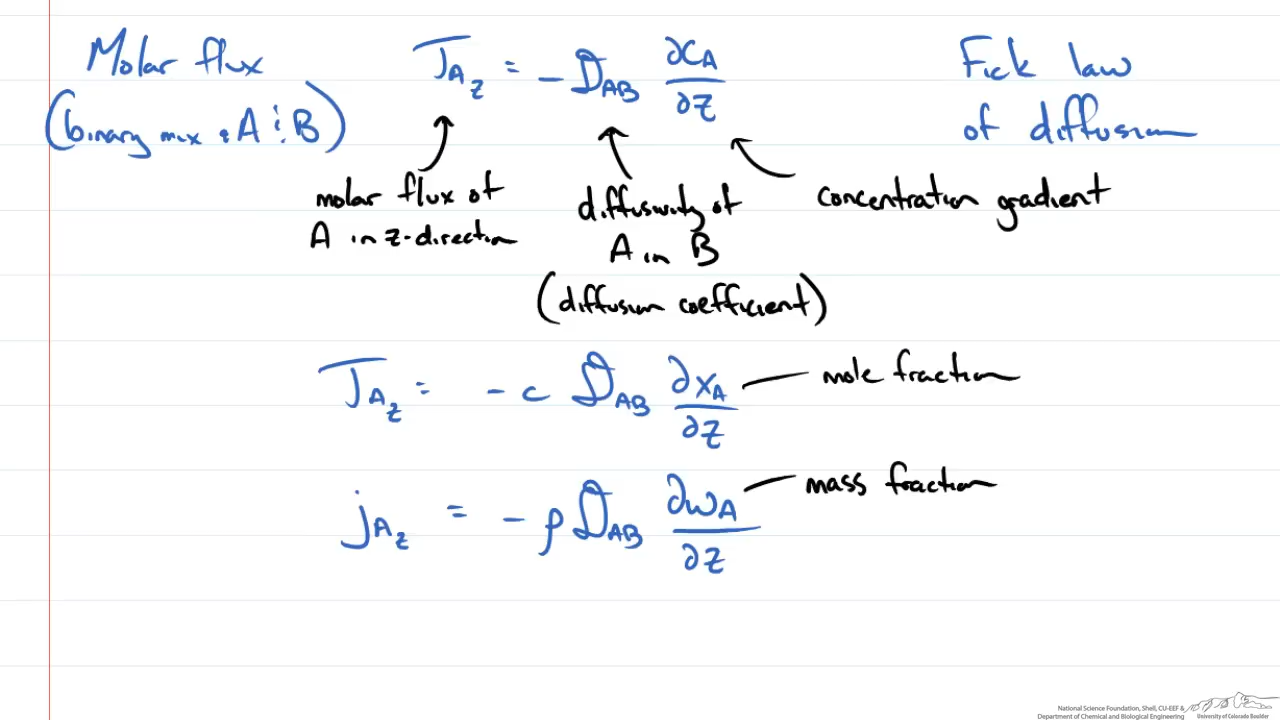 Molar flux
(binary mix of A & B)
J_Az = - D_AB ∂c_A/∂z
Fick law
of diffusion
molar flux of
A in z-direction
diffusivity of
A in B
(diffusion coefficient)
concentration gradient
J_Az = - c D_AB ∂x_A/∂z
mole fraction
j_Az = - ρ D_AB ∂ω_A/∂z
mass fraction
National Science Foundation, Shell, CU-EEF &
Department of Chemical and Biological Engineering
University of Colorado Boulder